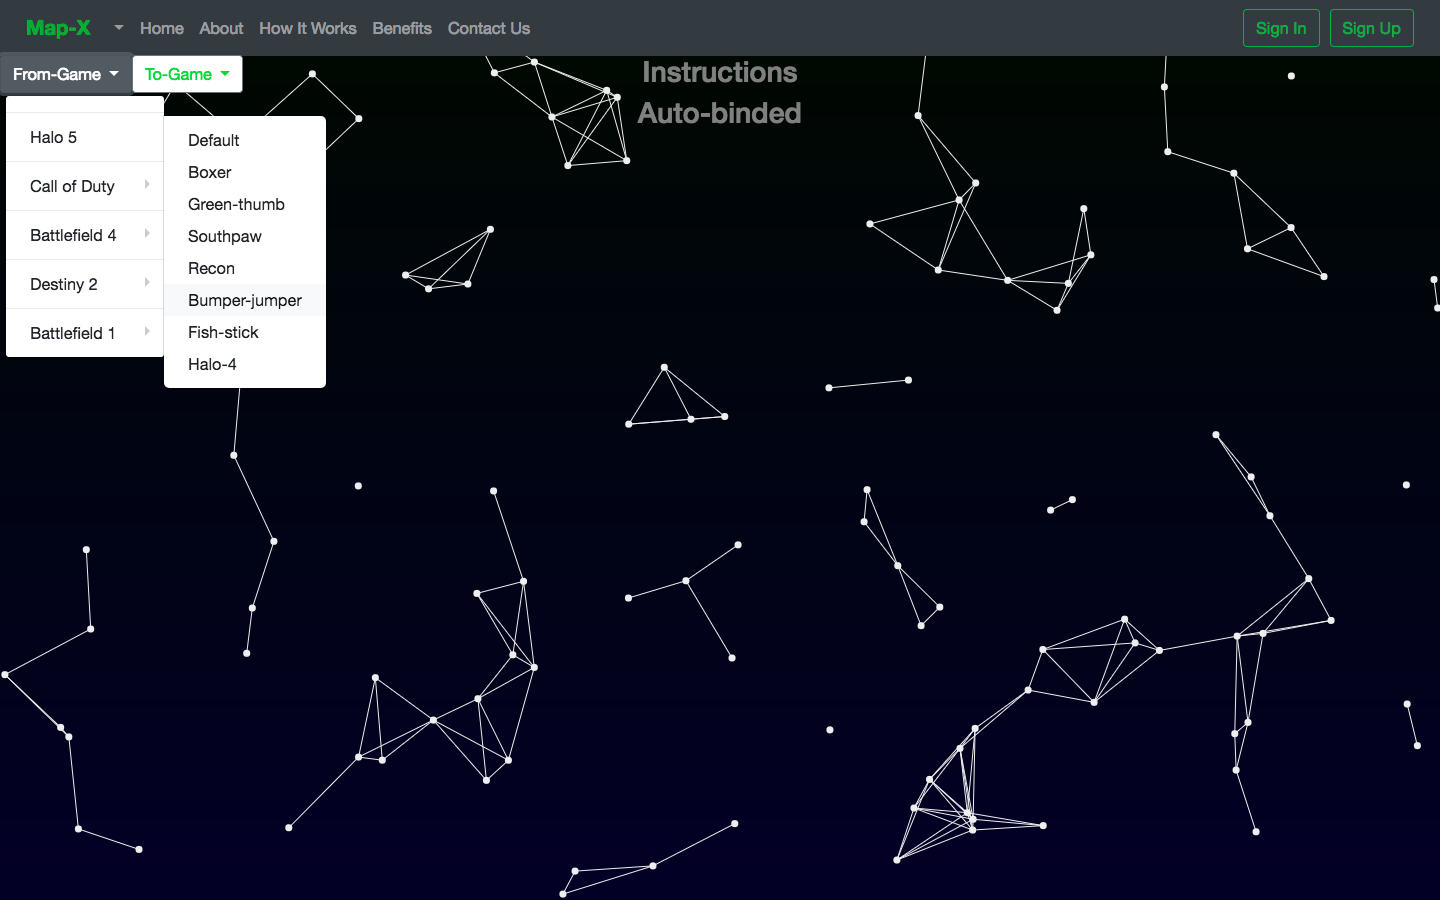 Map-X Home About How It Works Benefits Contact Us Sign In Sign Up
From-Game To-Game
Instructions
Auto-binded
Halo 5
Call of Duty
Battlefield 4
Destiny 2
Battlefield 1
Default
Boxer
Green-thumb
Southpaw
Recon
Bumper-jumper
Fish-stick
Halo-4